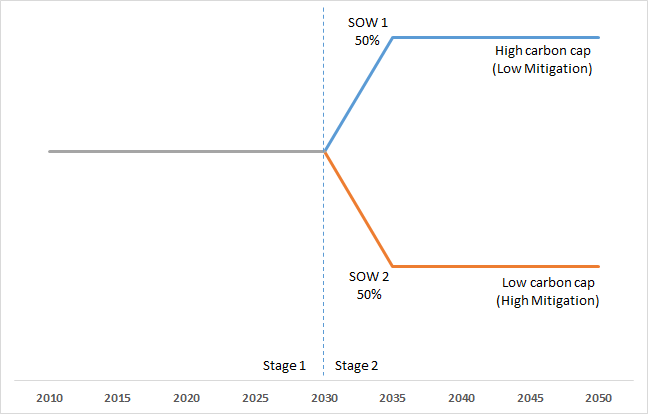 SOW 1
50%
High carbon cap
(Low Mitigation)
SOW 2
50%
Low carbon cap
(High Mitigation)
Stage 1
Stage 2
2010 2015 2020 2025 2030 2035 2040 2045 2050